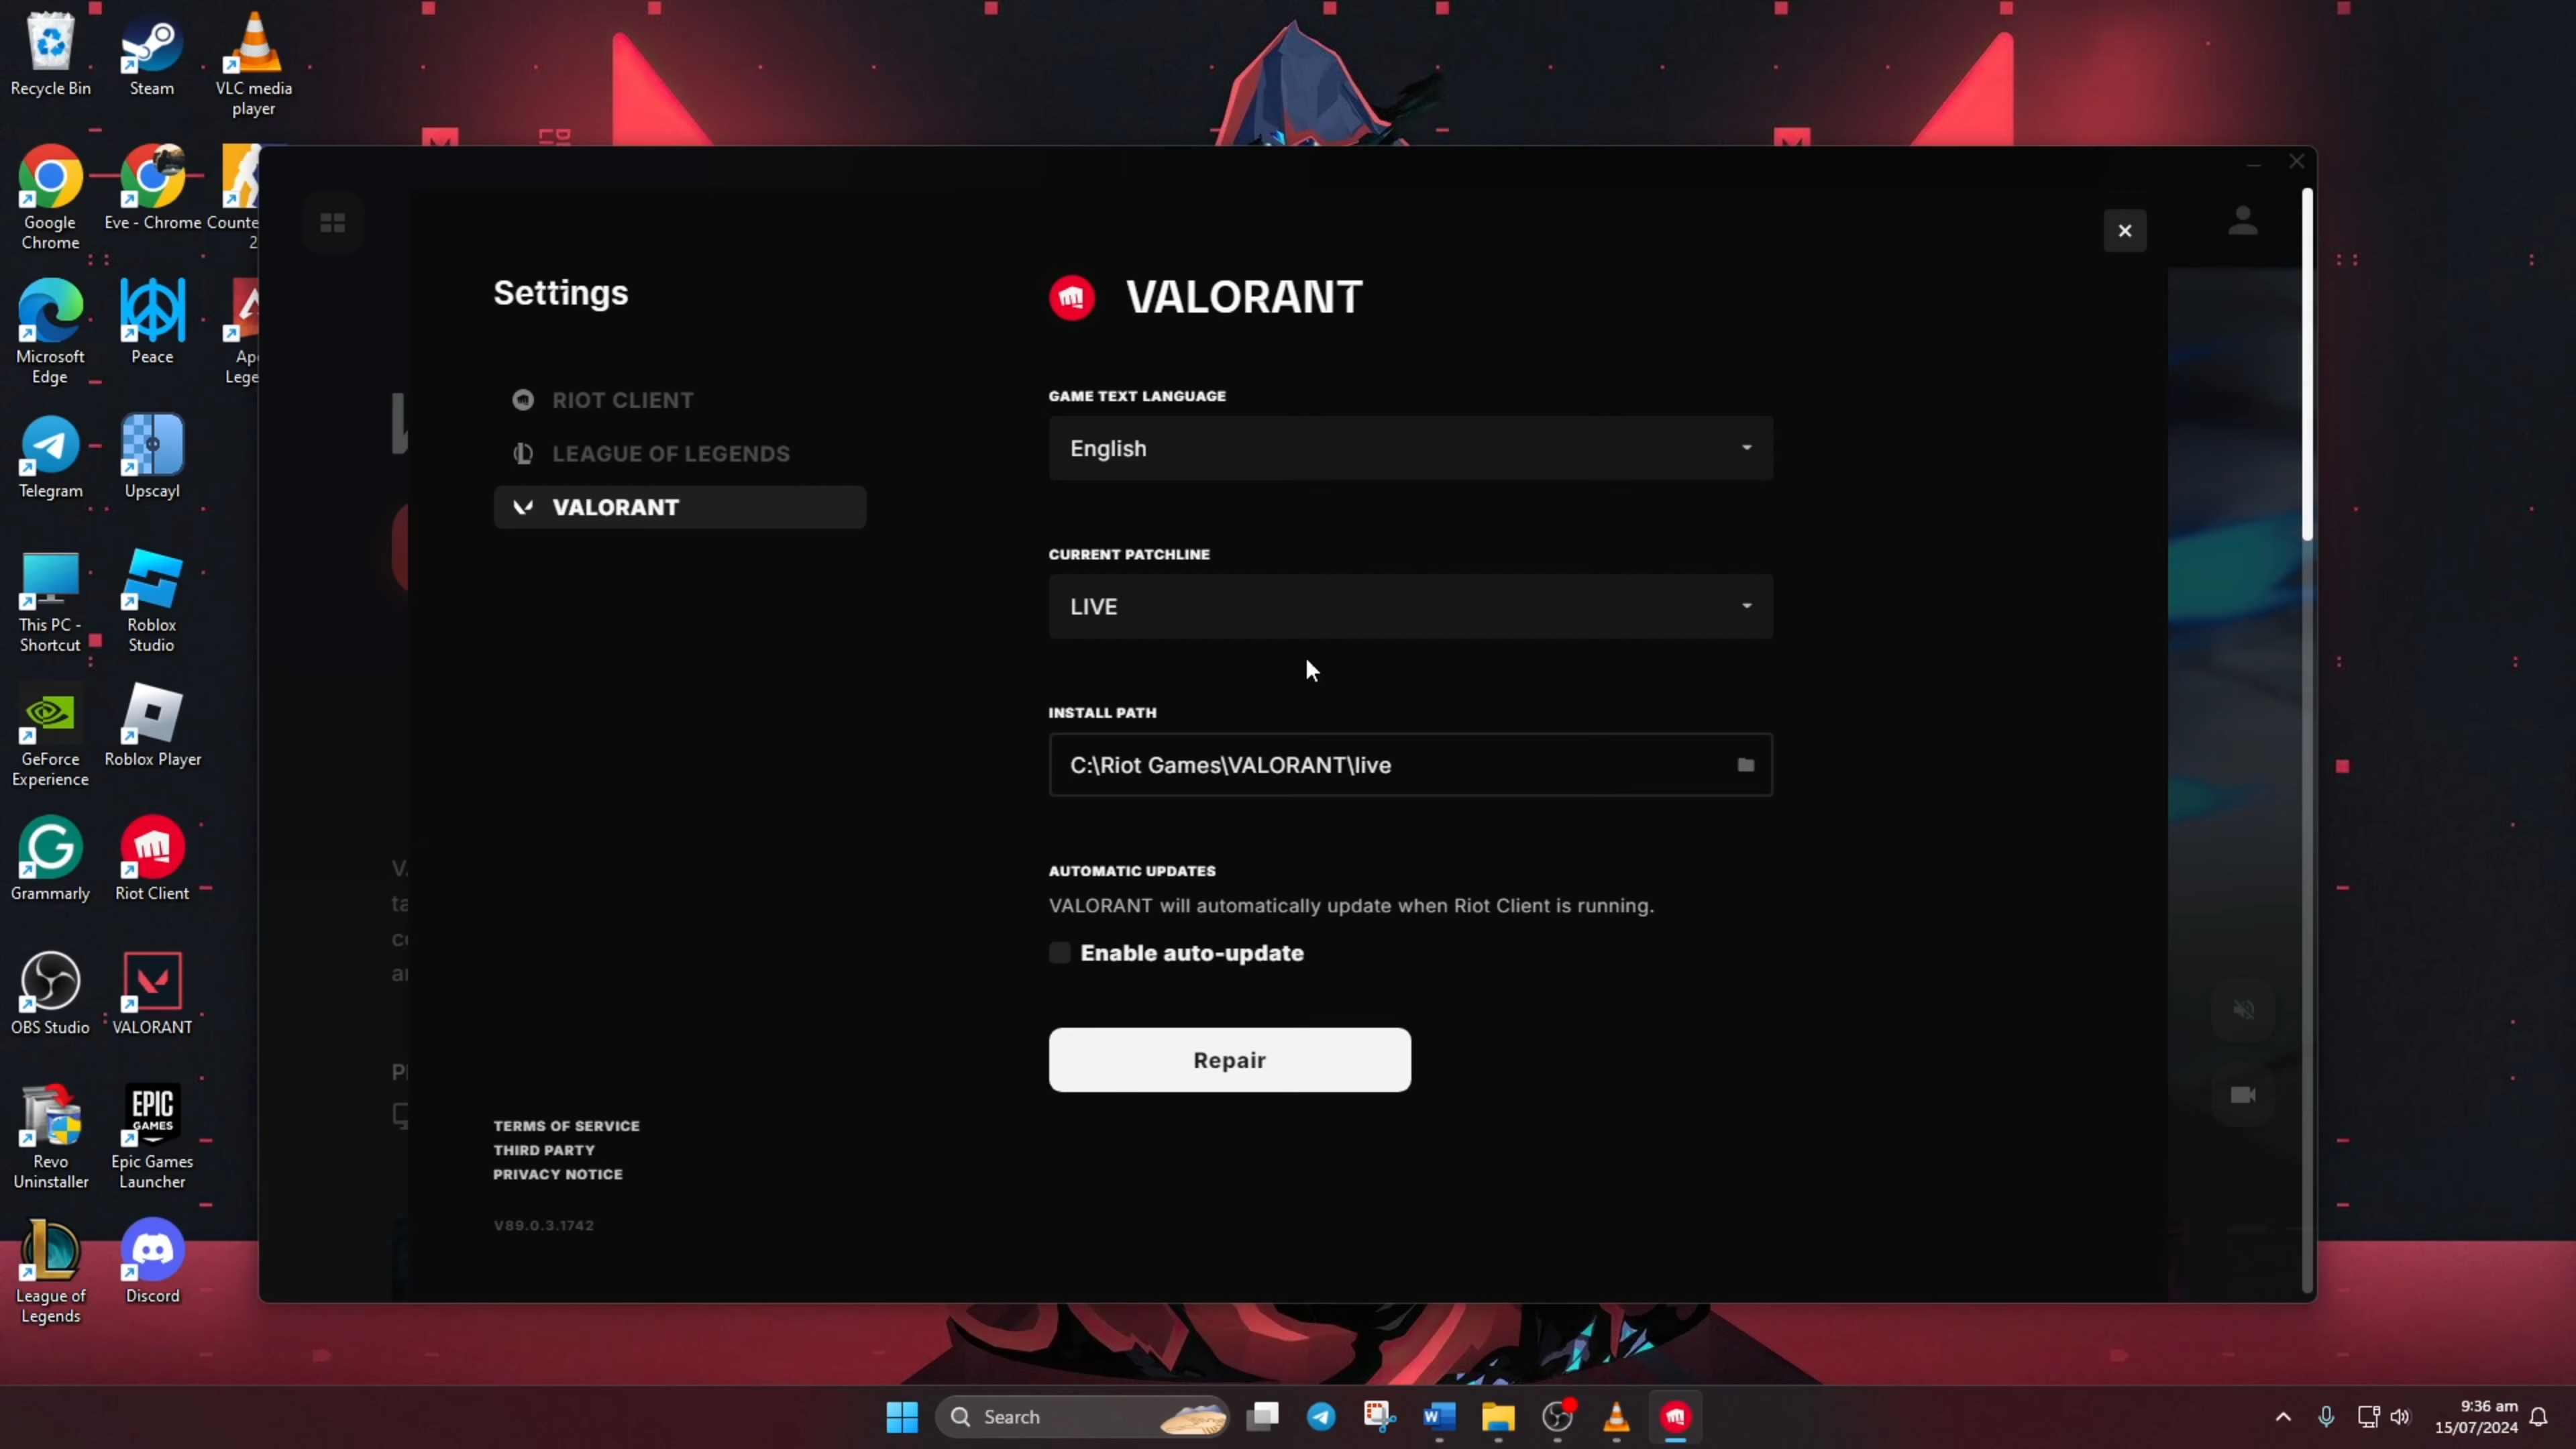 Recycle Bin
Steam
VLC media
player
Google
Chrome
Eve - Chrome
Counte
2
Microsoft
Edge
Peace
Ap
Lege
Telegram
Upscayl
This PC -
Shortcut
Roblox
Studio
GeForce
Experience
Roblox Player
Grammarly
Riot Client
OBS Studio
VALORANT
Revo
Uninstaller
EPIC
GAMES
Epic Games
Launcher
League of
Legends
Discord
Settings
RIOT CLIENT
LEAGUE OF LEGENDS
VALORANT
TERMS OF SERVICE
THIRD PARTY
PRIVACY NOTICE
V89.0.3.1742
VALORANT
GAME TEXT LANGUAGE
English
CURRENT PATCHLINE
LIVE
INSTALL PATH
C:\Riot Games\VALORANT\live
AUTOMATIC UPDATES
VALORANT will automatically update when Riot Client is running.
Enable auto-update
Repair
Search
9:36 am
15/07/2024